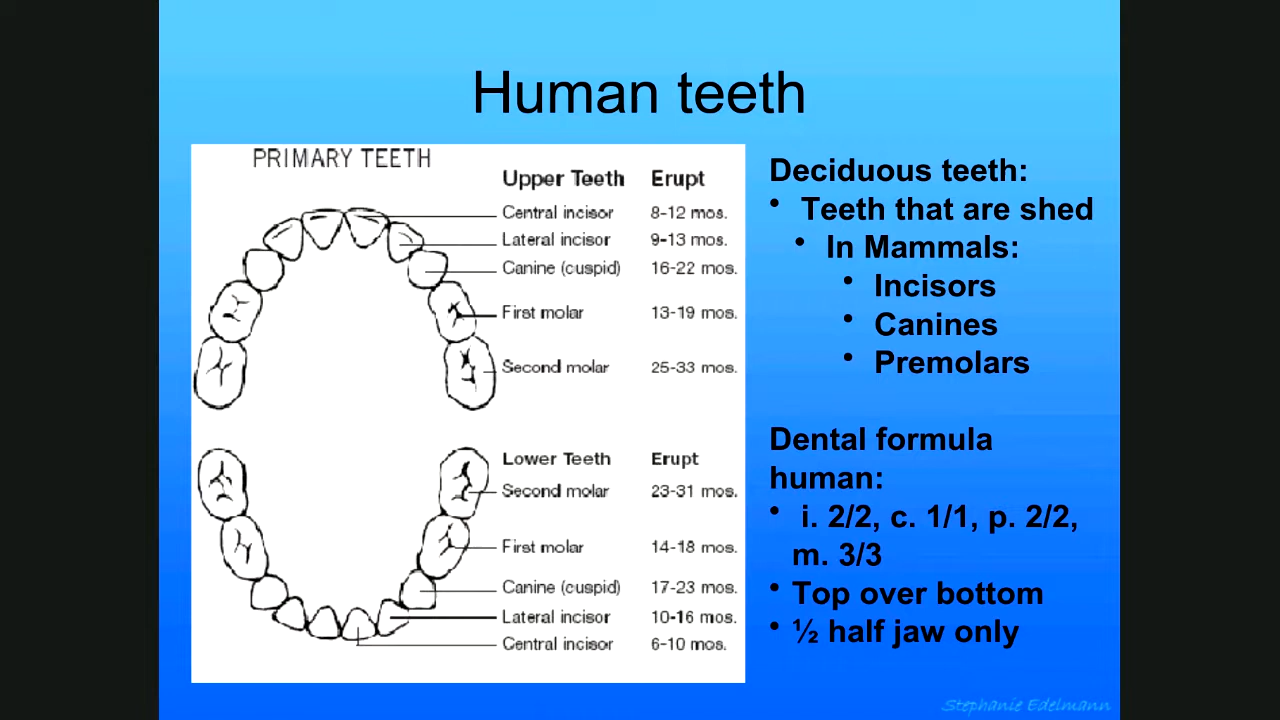 Human teeth
PRIMARY TEETH
Upper Teeth Erupt
Central incisor 8-12 mos.
Lateral incisor 9-13 mos.
Canine (cuspid) 16-22 mos.
First molar 13-19 mos.
Second molar 25-33 mos.
Lower Teeth Erupt
Second molar 23-31 mos.
First molar 14-18 mos.
Canine (cuspid) 17-23 mos.
Lateral incisor 10-16 mos.
Central incisor 6-10 mos.
Deciduous teeth:
• Teeth that are shed
• In Mammals:
• Incisors
• Canines
• Premolars
Dental formula
human:
• i. 2/2, c. 1/1, p. 2/2,
m. 3/3
• Top over bottom
• ½ half jaw only
Stephanie Edelmann